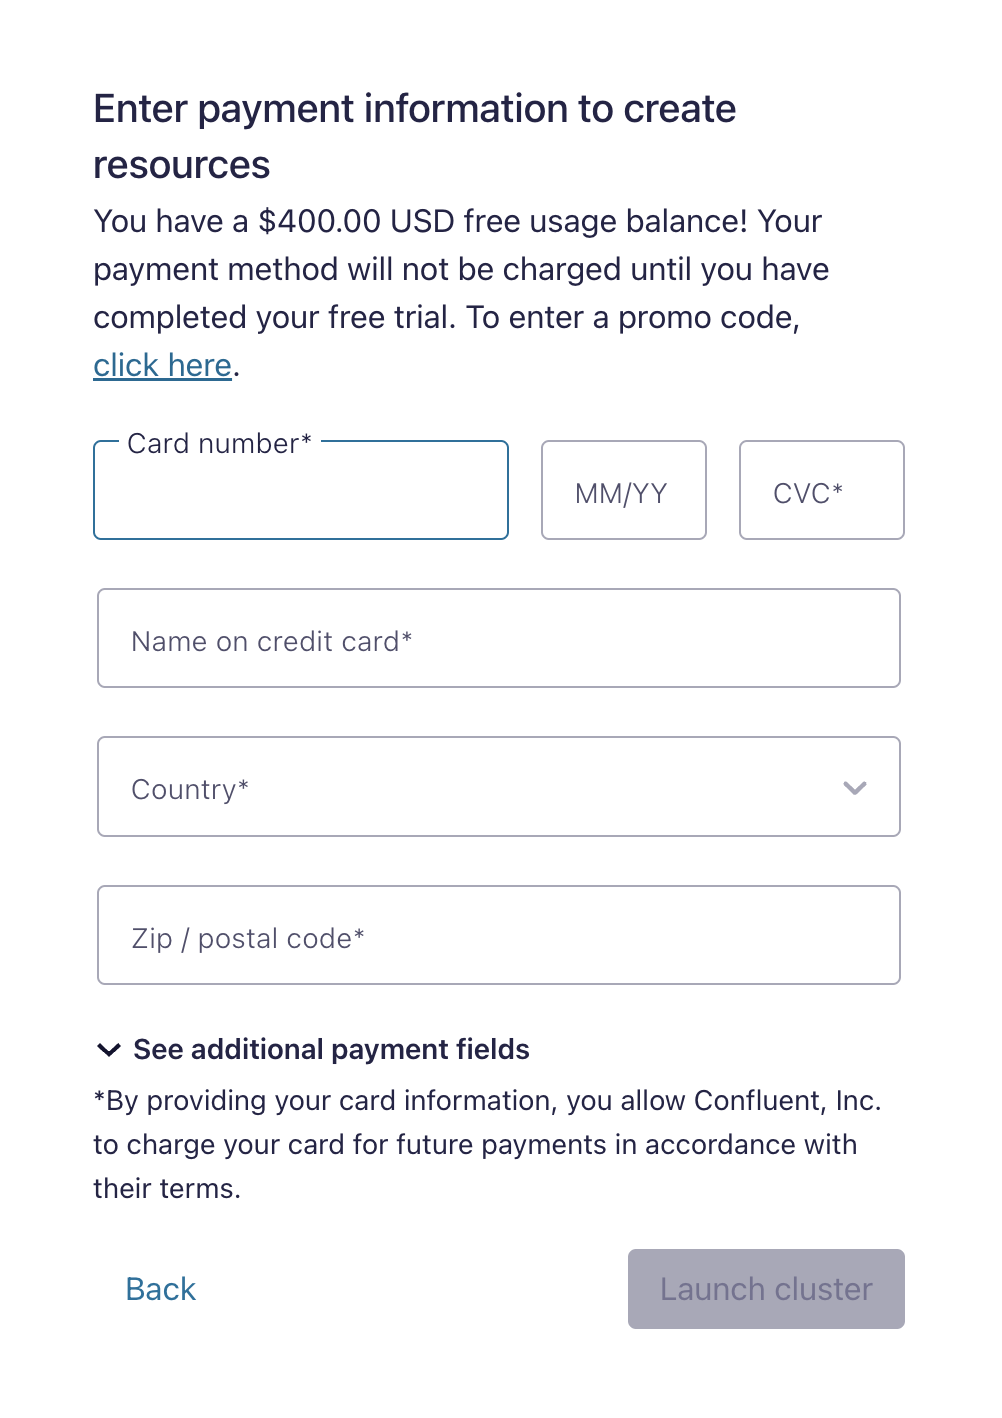 Enter payment information to create
resources
You have a $400.00 USD free usage balance! Your
payment method will not be charged until you have
completed your free trial. To enter a promo code,
click here.
Card number*
MM/YY
CVC*
Name on credit card*
Country*
Zip / postal code*
See additional payment fields
*By providing your card information, you allow Confluent, Inc.
to charge your card for future payments in accordance with
their terms.
Back
Launch cluster